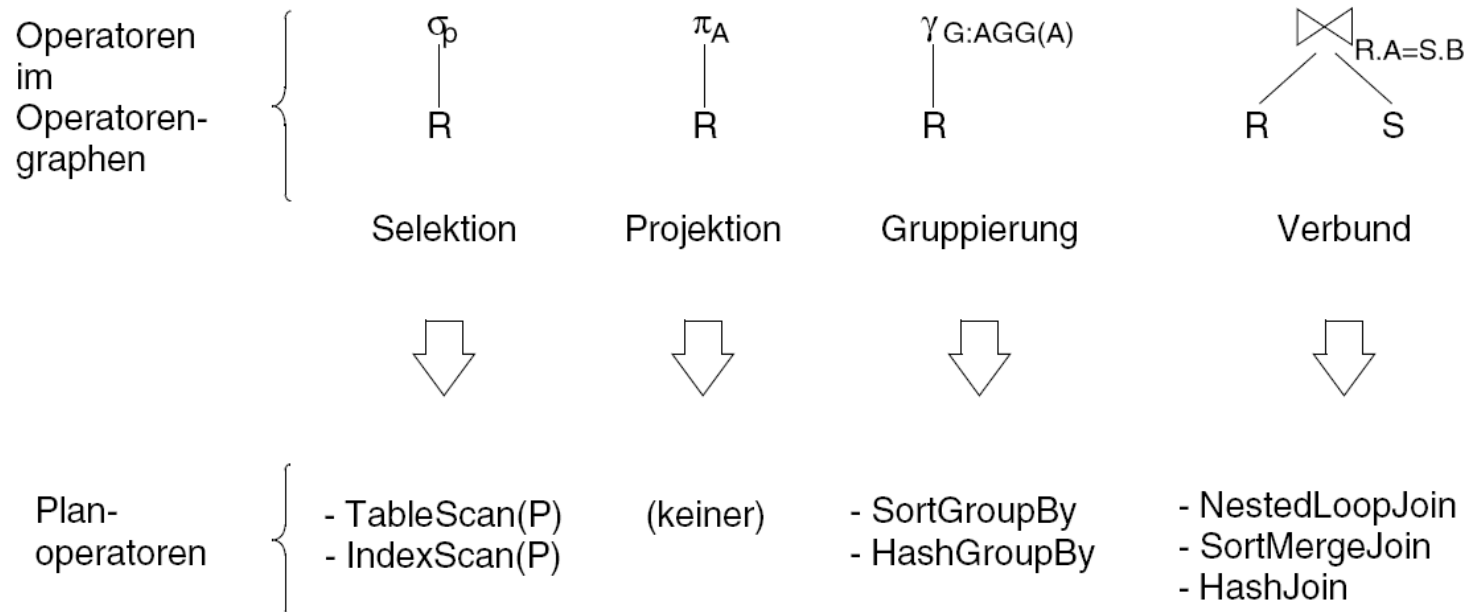 Operatoren
im
Operatoren-
graphen
σp
πA
γG:AGG(A)
⋈R.A=S.B
R
R
R
R
S
Selektion
Projektion
Gruppierung
Verbund
Plan-
operatoren
- TableScan(P)
- IndexScan(P)
(keiner)
- SortGroupBy
- HashGroupBy
- NestedLoopJoin
- SortMergeJoin
- HashJoin